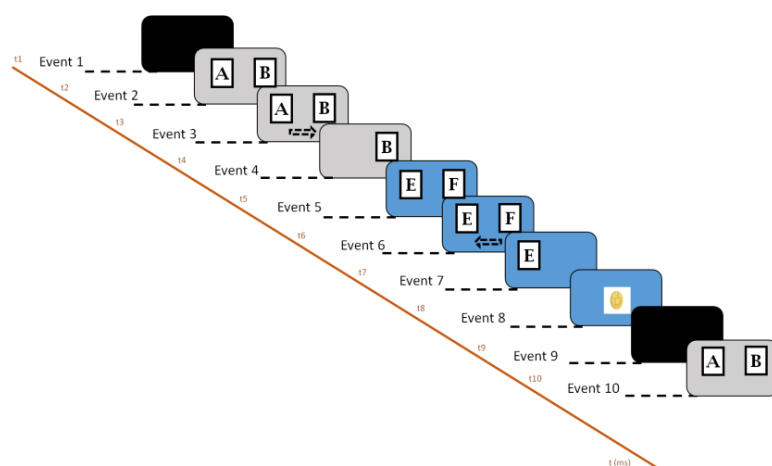 t1
Event 1
t2
A B
Event 2
t3
A B
Event 3
t4
B
Event 4
t5
E F
Event 5
t6
E F
Event 6
t7
E
Event 7
t8
Event 8
t9
Event 9
t10
A B
Event 10
t (ms)